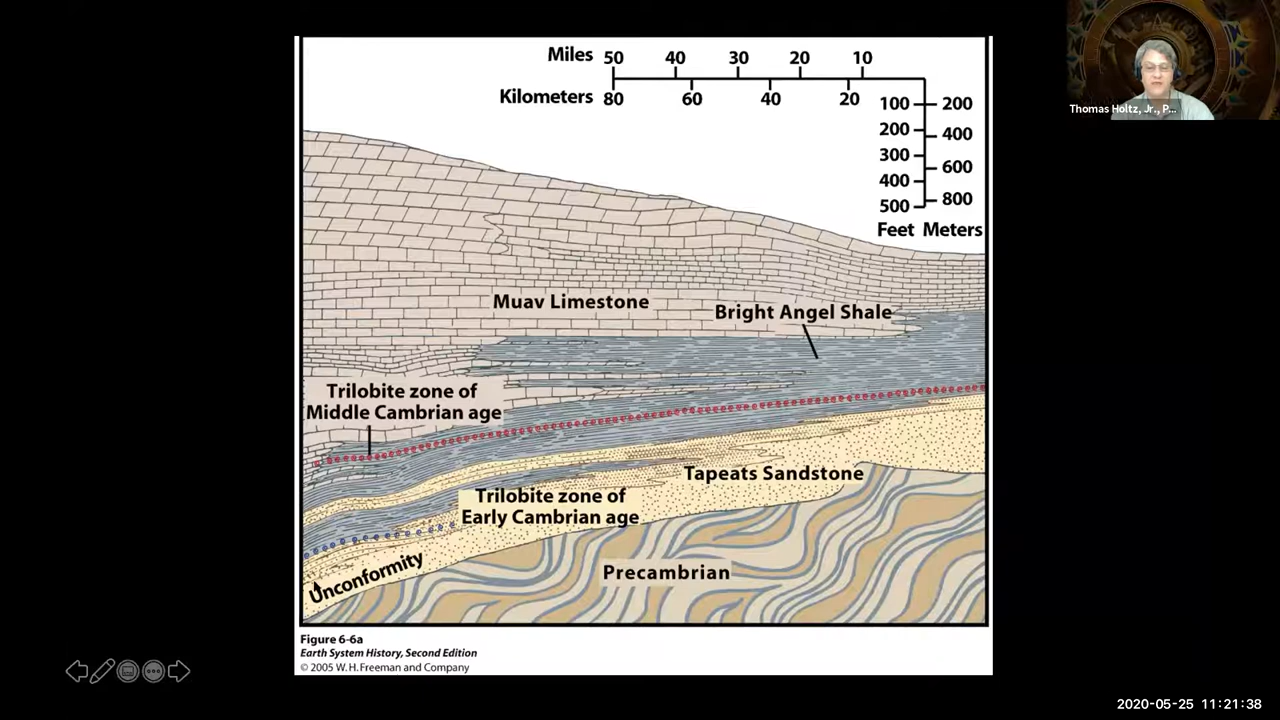 Miles 50 40 30 20 10
Kilometers 80 60 40 20
100 200
200 400
300 600
400 800
500
Feet Meters
Thomas Holtz, Jr., P...
Muav Limestone
Bright Angel Shale
Trilobite zone of
Middle Cambrian age
Tapeats Sandstone
Trilobite zone of
Early Cambrian age
Unconformity
Precambrian
Figure 6-6a
Earth System History, Second Edition
© 2005 W. H. Freeman and Company
2020-05-25 11:21:38